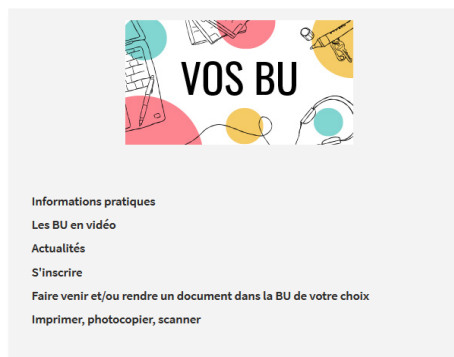 VOS BU
Informations pratiques
Les BU en vidéo
Actualités
S'inscrire
Faire venir et/ou rendre un document dans la BU de votre choix
Imprimer, photocopier, scanner